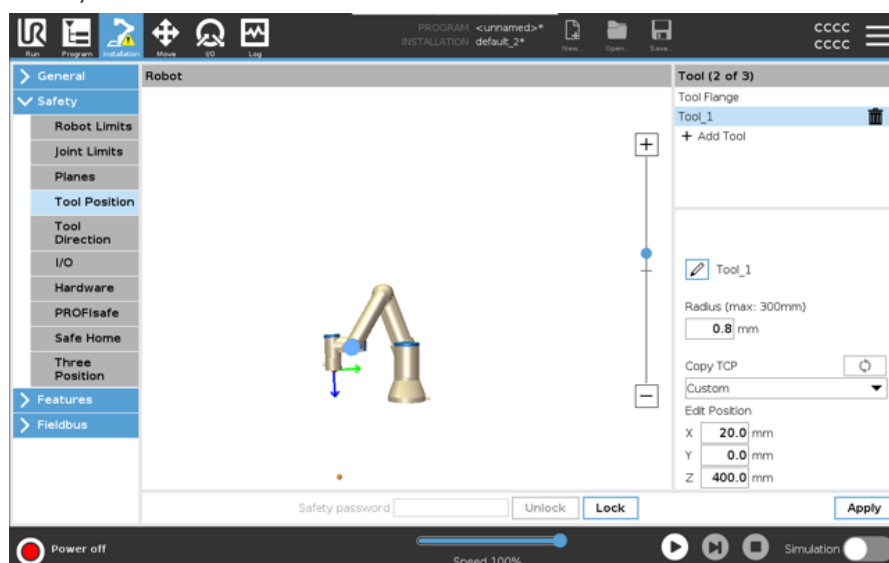 PROGRAM <unnamed>*
INSTALLATION default_2*
CCCC
CCCC
Run
Program
Installation
Move
I/O
Log
New...
Open...
Save...
General
Safety
Robot Limits
Joint Limits
Planes
Tool Position
Tool
Direction
I/O
Hardware
PROFIsafe
Safe Home
Three
Position
Features
Fieldbus
Robot
Tool (2 of 3)
Tool Flange
Tool_1
+ Add Tool
Tool_1
Radius (max: 300mm)
0.8 mm
Copy TCP
Custom
Edit Position
X 20.0 mm
Y 0.0 mm
Z 400.0 mm
Safety password
Unlock
Lock
Apply
Power off
Speed 100%
Simulation